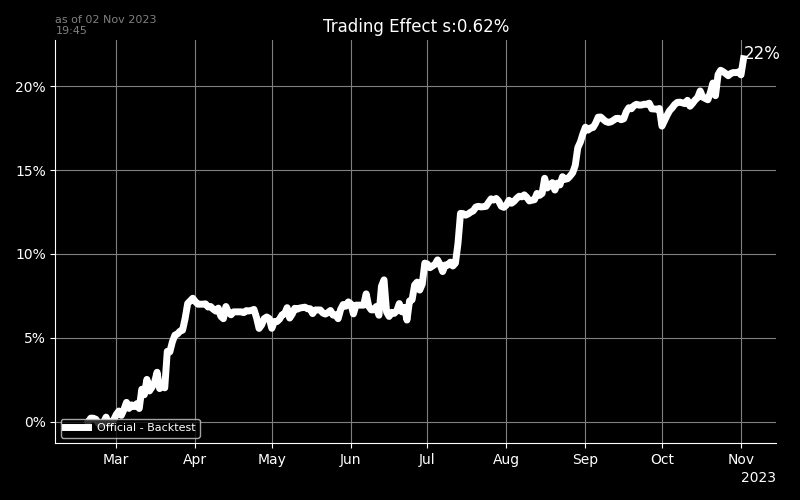 as of 02 Nov 2023
19:45
Trading Effect s:0.62%
22%
20%
15%
10%
5%
0%
Official - Backtest
Mar Apr May Jun Jul Aug Sep Oct Nov
2023